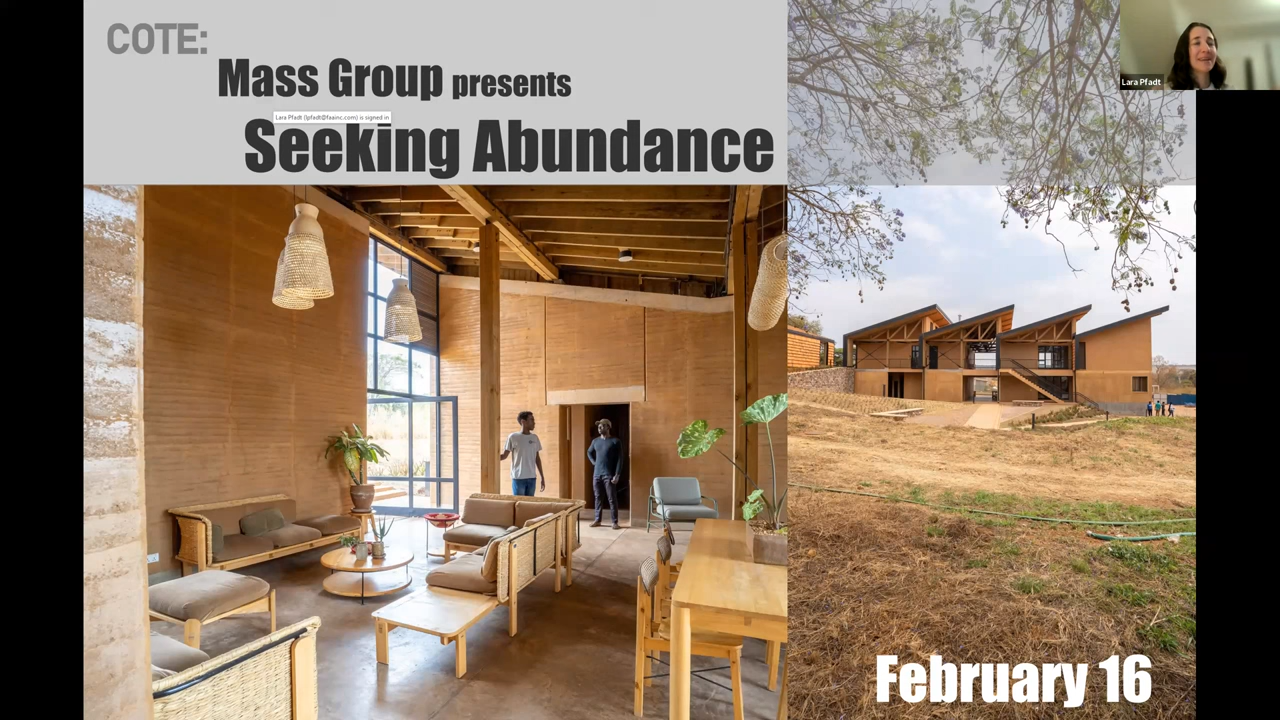 COTE:
Mass Group presents
Lara Pfadt (lpfadt@faainc.com) is signed in
Seeking Abundance
Lara Pfadt
February 16